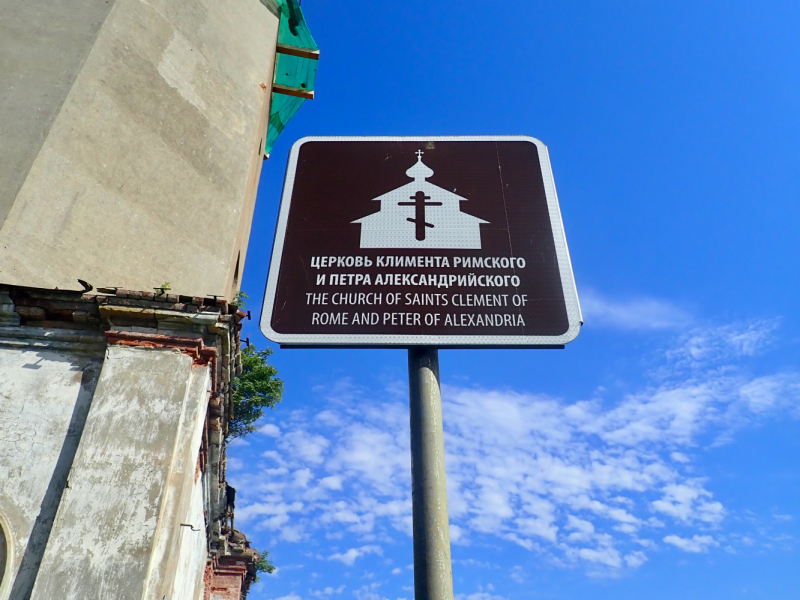 ЦЕРКОВЬ КЛИМЕНТА РИМСКОГО
И ПЕТРА АЛЕКСАНДРИЙСКОГО
THE CHURCH OF SAINTS CLEMENT OF
ROME AND PETER OF ALEXANDRIA